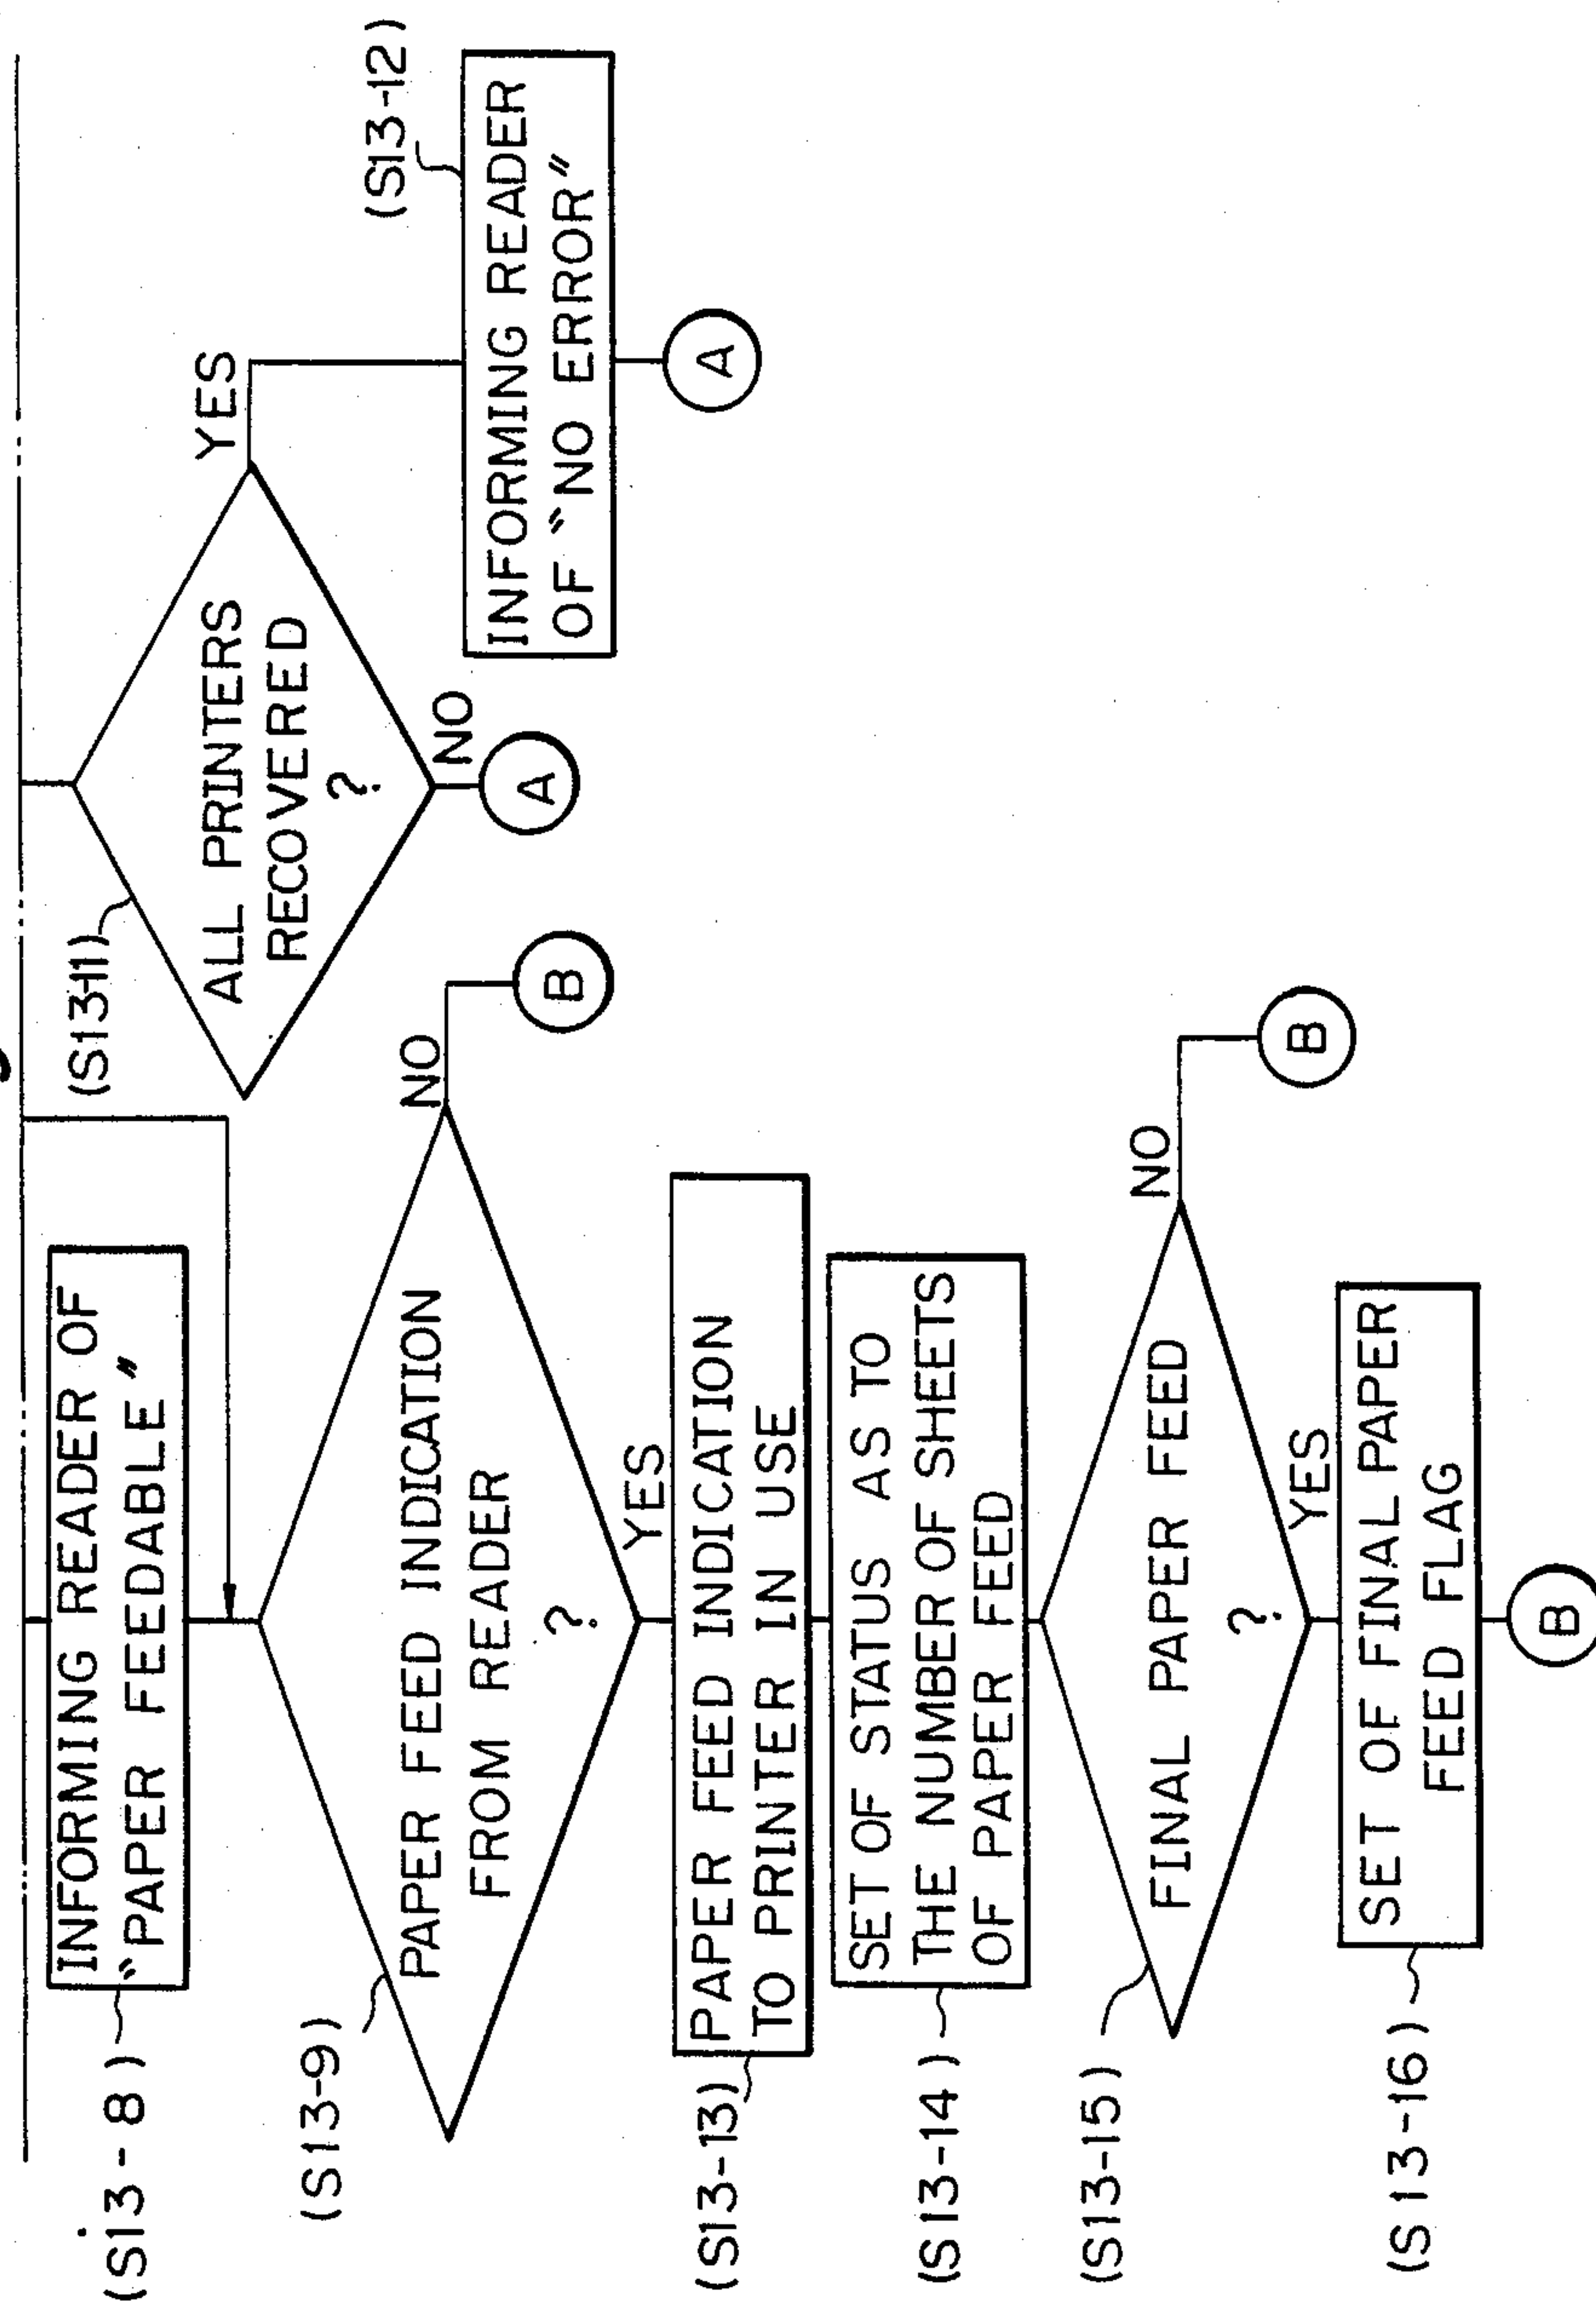 (S13-8)
INFORMING READER OF
"PAPER FEEDABLE"
(S13-9)
PAPER FEED INDICATION
FROM READER
?
NO
B
YES
(S13-13)
PAPER FEED INDICATION
TO PRINTER IN USE
(S13-14)
SET OF STATUS AS TO
THE NUMBER OF SHEETS
OF PAPER FEED
(S13-15)
FINAL PAPER FEED
?
NO
B
YES
(S13-16)
SET OF FINAL PAPER
FEED FLAG
B
(S13-11)
ALL PRINTERS
RECOVERED
?
YES
NO
A
(S13-12)
INFORMING READER
OF "NO ERROR"
A